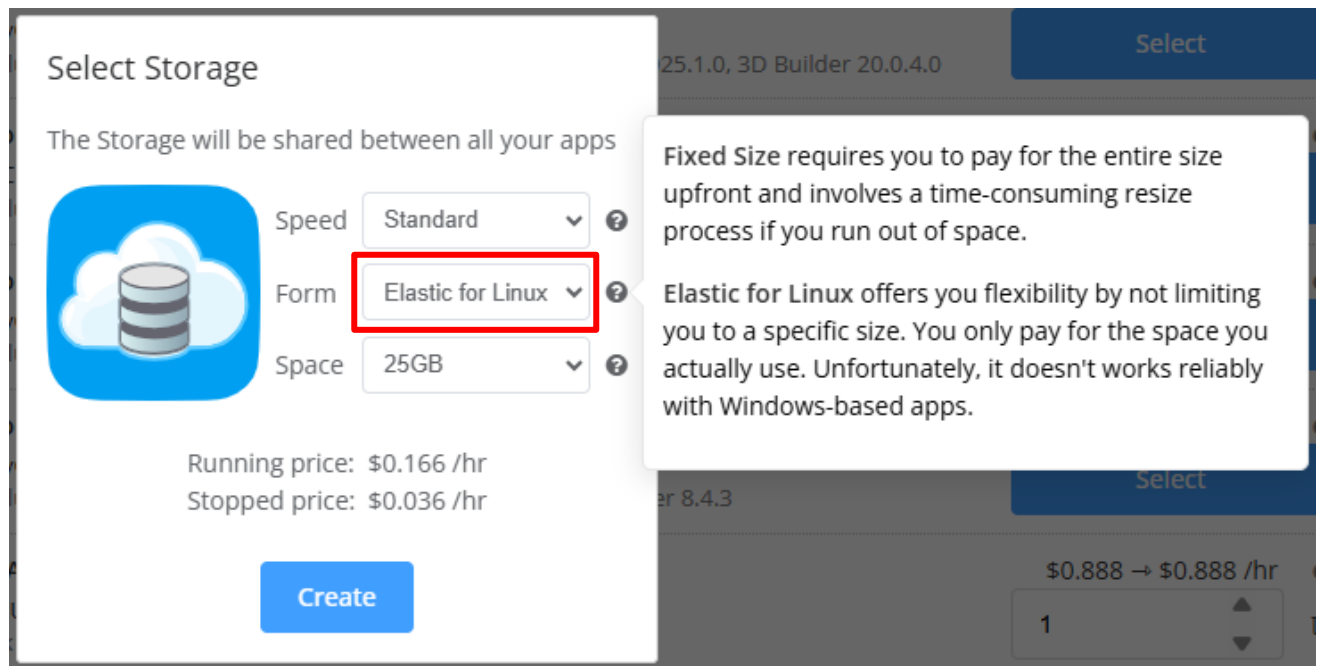 Select
Select Storage
25.1.0, 3D Builder 20.0.4.0
The Storage will be shared between all your apps
Speed Standard
Form Elastic for Linux
Space 25GB
Fixed Size requires you to pay for the entire size
upfront and involves a time-consuming resize
process if you run out of space.
Elastic for Linux offers you flexibility by not limiting
you to a specific size. You only pay for the space you
actually use. Unfortunately, it doesn't works reliably
with Windows-based apps.
Running price: $0.166 /hr
Stopped price: $0.036 /hr
Select
er 8.4.3
Create
$0.888 → $0.888 /hr
1